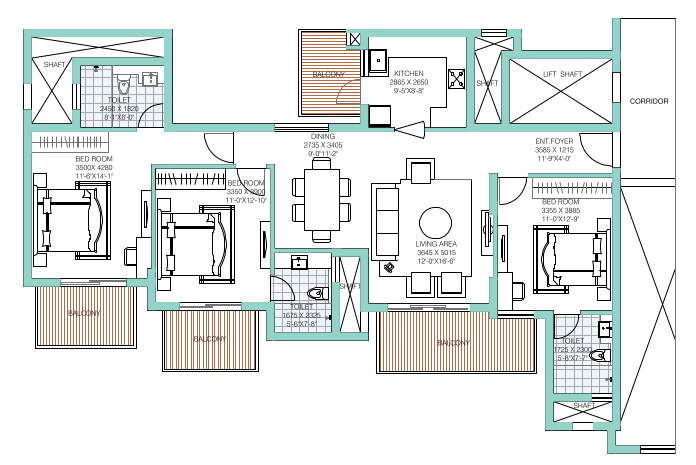 SHAFT
TOILET
2450 X 1820
8'-1"X6'-0"
BALCONY
KITCHEN
2865 X 2650
9'-5"X8'-8"
SHAFT
LIFT SHAFT
CORRIDOR
DINING
2735 X 3405
9'-0"11'-2"
ENT.FOYER
3585 X 1215
11'-9"X4'-0"
BED ROOM
3500X 4280
11'-6"X14'-1"
BED ROOM
3350 X 3900
11'-0"X12'-10"
BED ROOM
3355 X 3885
11'-0"X12'-9"
LIVING AREA
3645 X 5015
12'-0"X16'-6"
SHAFT
TOILET
1675 X 2325
5'-6"X7'-8"
BALCONY
BALCONY
BALCONY
TOILET
1725 X 2300
5'-8"X7'-7"
SHAFT